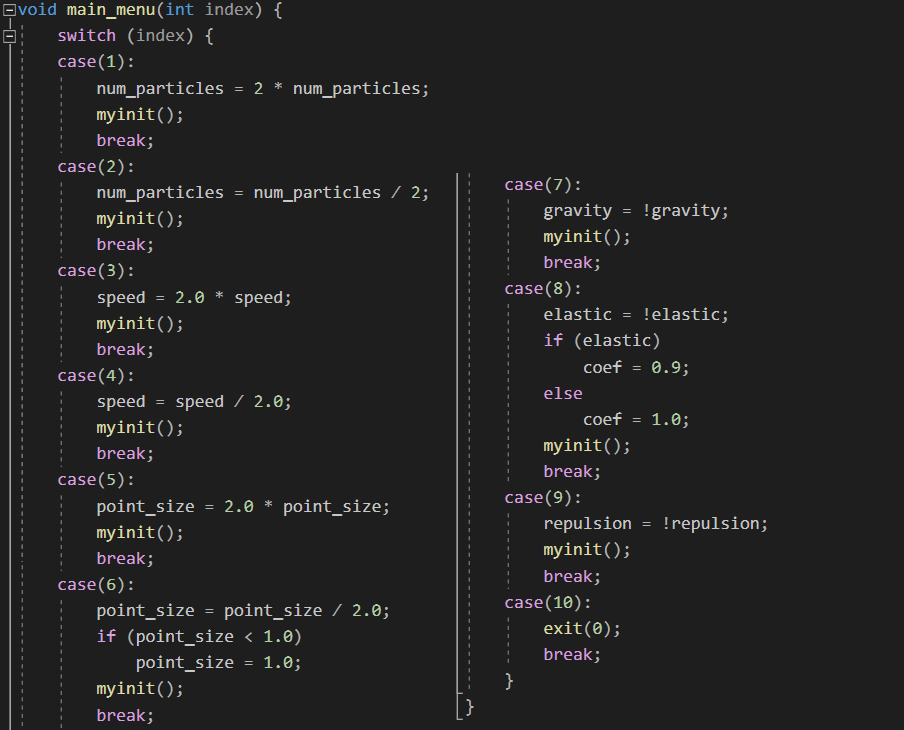 void main_menu(int index) {
    switch (index) {
    case(1):
        num_particles = 2 * num_particles;
        myinit();
        break;
    case(2):
        num_particles = num_particles / 2;
        myinit();
        break;
    case(3):
        speed = 2.0 * speed;
        myinit();
        break;
    case(4):
        speed = speed / 2.0;
        myinit();
        break;
    case(5):
        point_size = 2.0 * point_size;
        myinit();
        break;
    case(6):
        point_size = point_size / 2.0;
        if (point_size < 1.0)
            point_size = 1.0;
        myinit();
        break;
    case(7):
        gravity = !gravity;
        myinit();
        break;
    case(8):
        elastic = !elastic;
        if (elastic)
            coef = 0.9;
        else
            coef = 1.0;
        myinit();
        break;
    case(9):
        repulsion = !repulsion;
        myinit();
        break;
    case(10):
        exit(0);
        break;
    }
}